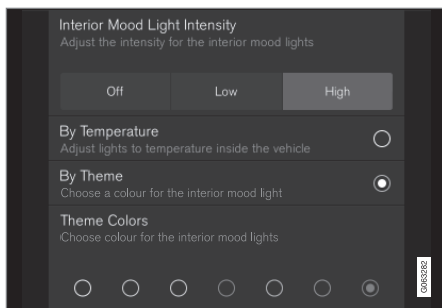 Interior Mood Light Intensity
Adjust the intensity for the interior mood lights
Off Low High
By Temperature
Adjust lights to temperature inside the vehicle
By Theme
Choose a colour for the interior mood light
Theme Colors
Choose colour for the interior mood lights
G063282